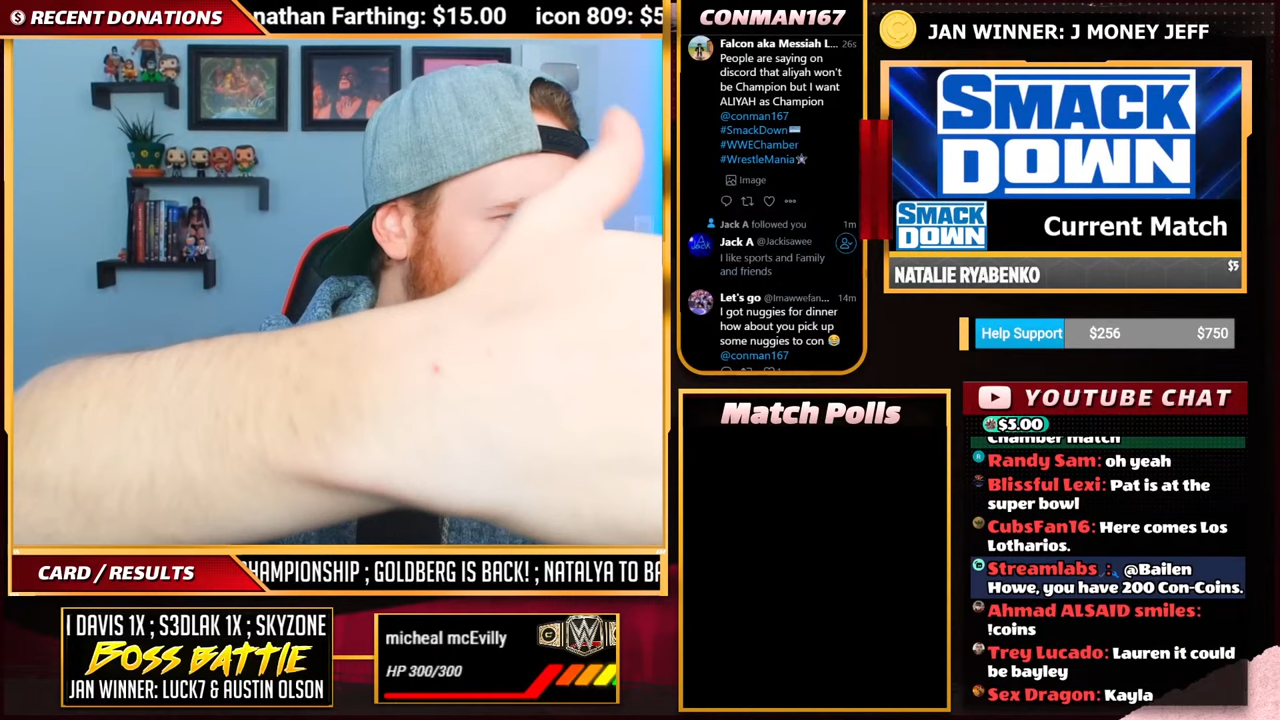 RECENT DONATIONS
nathan Farthing: $15.00 icon 809: $5
CONMAN167
Falcon aka Messiah L... 26s
People are saying on
discord that aliyah won't
be Champion but I want
ALIYAH as Champion
@conman167
#SmackDown
#WWEChamber
#WrestleMania
Image
Jack A followed you 1m
Jack A @Jackisawee
I like sports and Family
and friends
Let's go @Imawwefan... 14m
I got nuggies for dinner
how about you pick up
some nuggies to con
@conman167
JAN WINNER: J MONEY JEFF
SMACK
DOWN
SMACK
DOWN
Current Match
NATALIE RYABENKO $5
Help Support $256 $750
Match Polls
YOUTUBE CHAT
$5.00
Chamber match
Randy Sam: oh yeah
Blissful Lexi: Pat is at the
super bowl
CubsFan16: Here comes Los
Lotharios.
Streamlabs : @Bailen
Howe, you have 200 Con-Coins.
Ahmad ALSAID smiles:
!coins
Trey Lucado: Lauren it could
be bayley
Sex Dragon: Kayla
CARD / RESULTS
HAMPIONSHIP ; GOLDBERG IS BACK! ; NATALYA TO BA
I DAVIS 1X ; S3DLAK 1X ; SKYZONE
BOSS BATTLE
JAN WINNER: LUCK7 & AUSTIN OLSON
micheal mcEvilly
HP 300/300